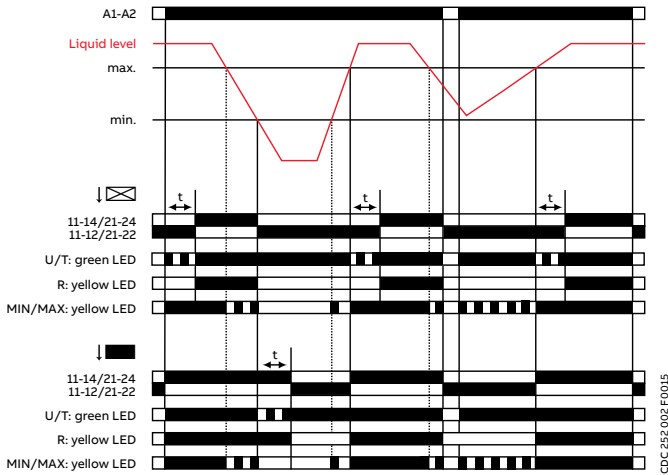 A1-A2
Liquid level
max.
min.
t t t
11-14/21-24
11-12/21-22
U/T: green LED
R: yellow LED
MIN/MAX: yellow LED
t
11-14/21-24
11-12/21-22
U/T: green LED
R: yellow LED
MIN/MAX: yellow LED
CDC 252 002 F0015